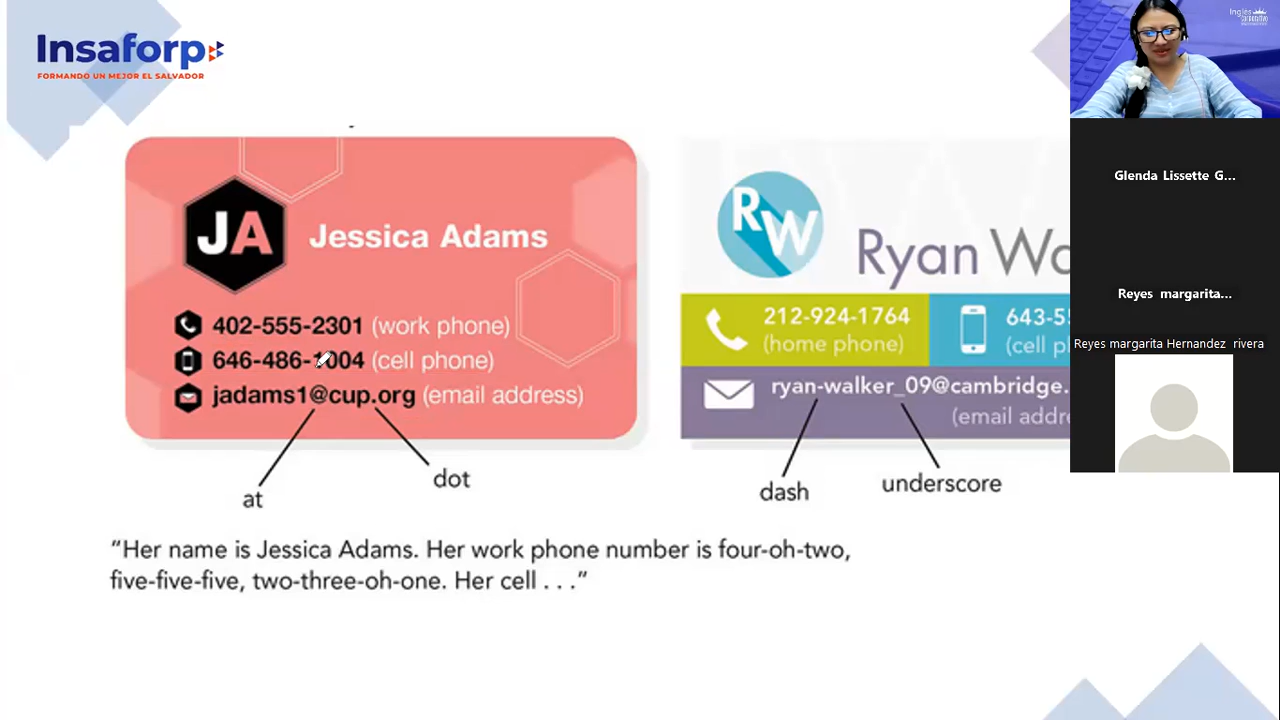 Insaforp
FORMANDO UN MEJOR EL SALVADOR
JA
Jessica Adams
402-555-2301 (work phone)
646-486-1004 (cell phone)
jadams1@cup.org (email address)
at
dot
RW
Ryan Wa
212-924-1764
(home phone)
643-55
(cell p
ryan-walker_09@cambridge.
(email addre
dash
underscore
"Her name is Jessica Adams. Her work phone number is four-oh-two,
five-five-five, two-three-oh-one. Her cell . . ."
Glenda Lissette G...
Reyes margarita...
Reyes margarita Hernandez rivera